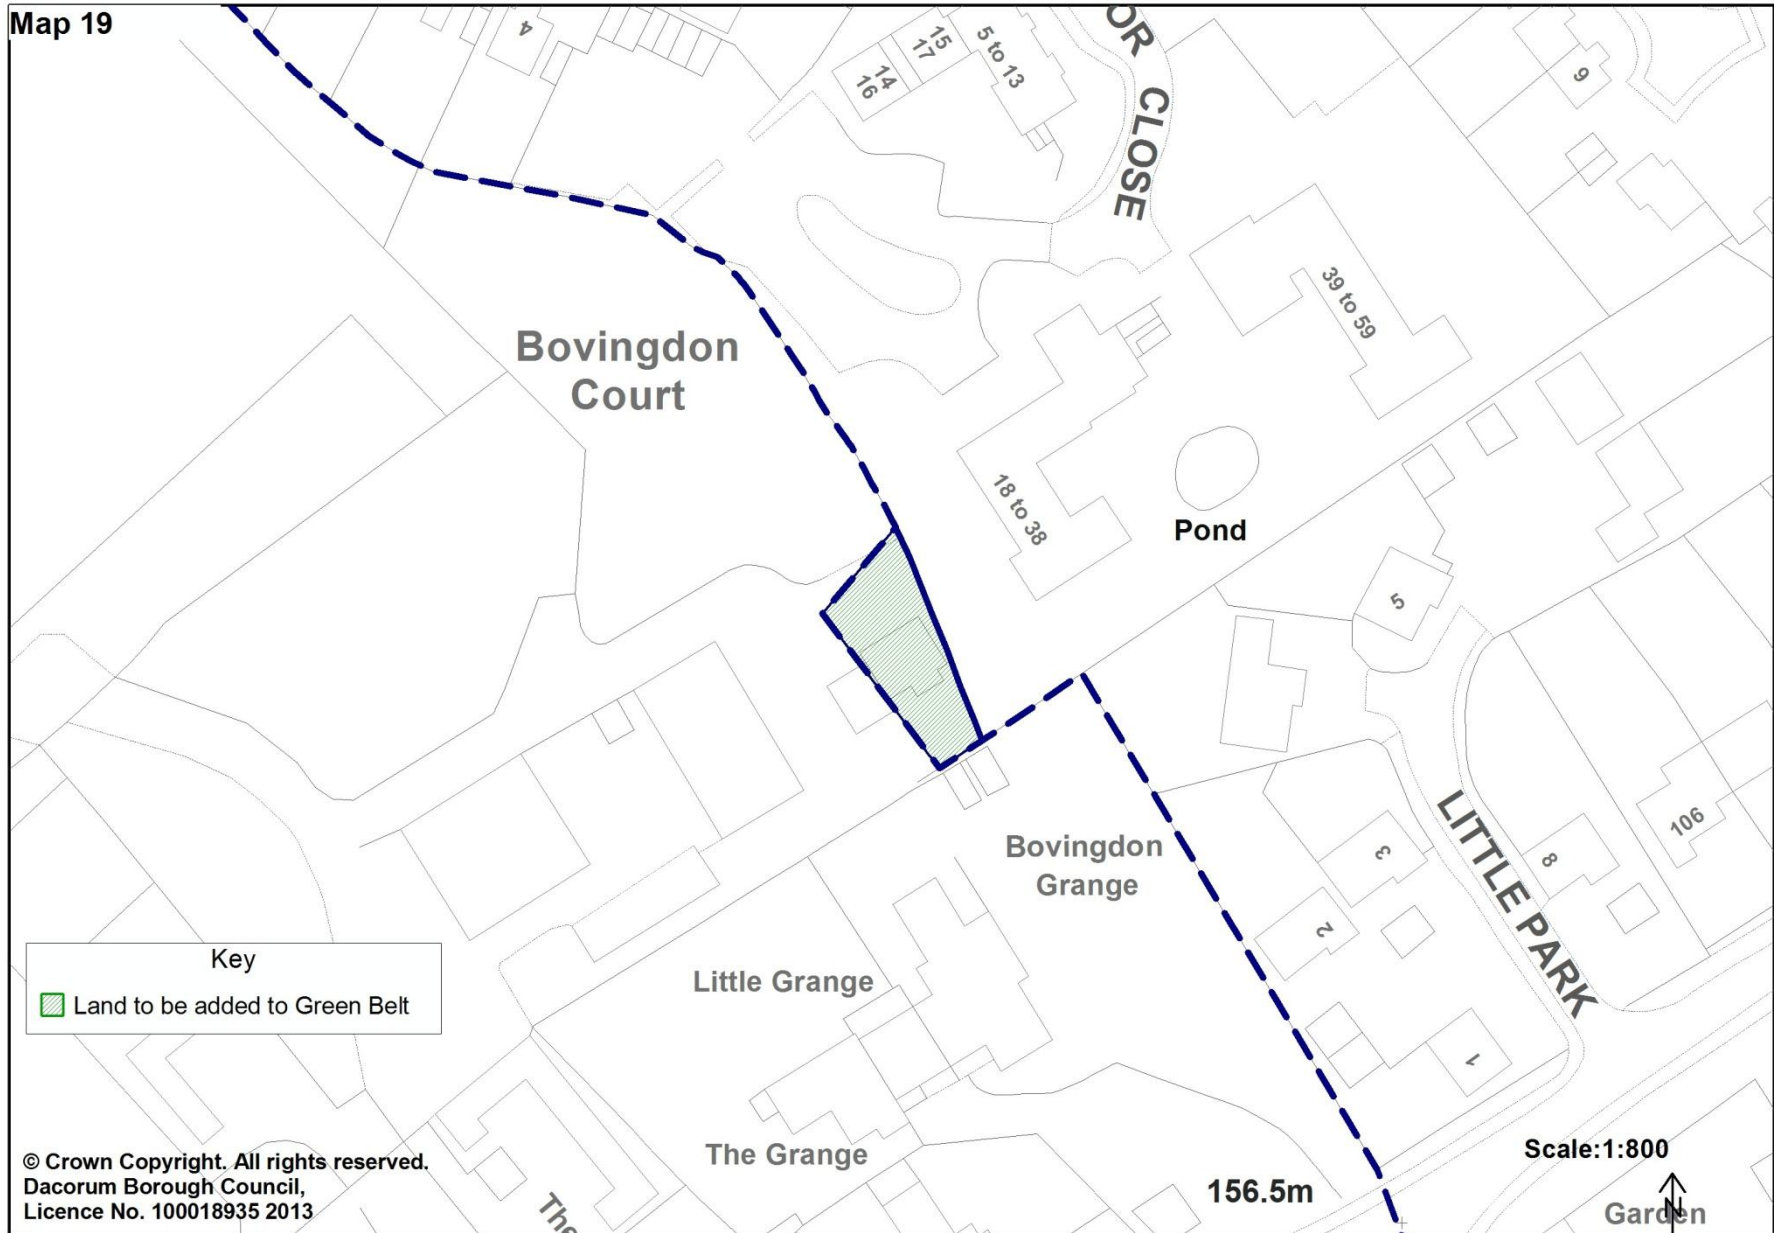 Map 19
4
15
17
14
16
5 to 13
OR CLOSE
9
39 to 59
Bovingdon
Court
18 to 38
Pond
5
Bovingdon
Grange
3
2
1
LITTLE PARK
8
106
Key
Land to be added to Green Belt
Little Grange
The Grange
The
156.5m
Scale:1:800
N
Garden
© Crown Copyright. All rights reserved.
Dacorum Borough Council,
Licence No. 100018935 2013